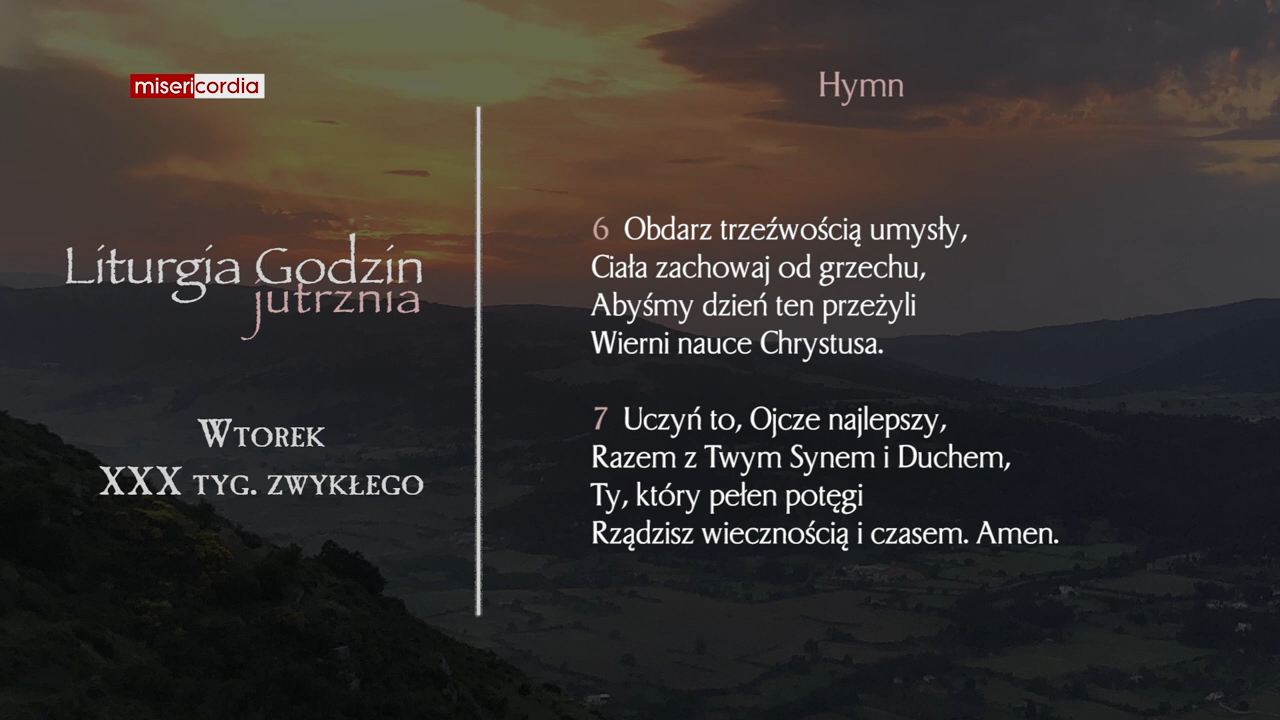 misericordia
Liturgia Godzin
jutrznia
Wtorek
XXX tyg. zwykłego
Hymn
6 Obdarz trzeźwością umysły,
Ciała zachowaj od grzechu,
Abyśmy dzień ten przeżyli
Wierni nauce Chrystusa.
7 Uczyń to, Ojcze najlepszy,
Razem z Twym Synem i Duchem,
Ty, który pełen potęgi
Rządzisz wiecznością i czasem. Amen.